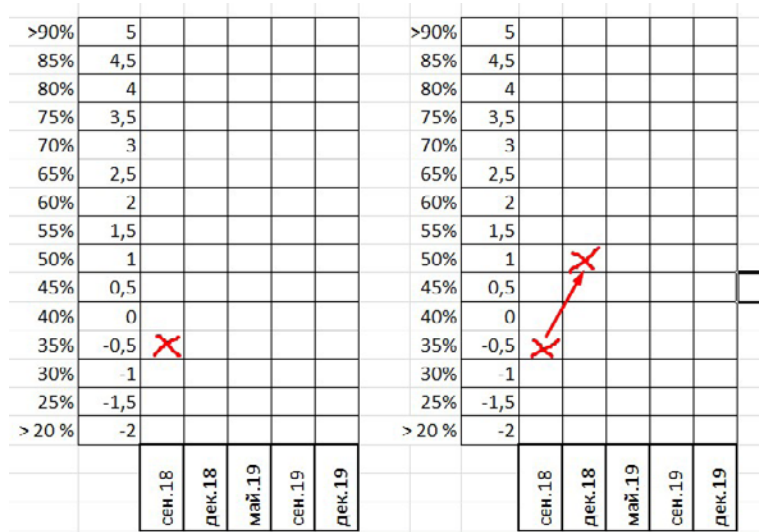 >90% 5 >90% 5
85% 4,5 85% 4,5
80% 4 80% 4
75% 3,5 75% 3,5
70% 3 70% 3
65% 2,5 65% 2,5
60% 2 60% 2
55% 1,5 55% 1,5
50% 1 50% 1
45% 0,5 45% 0,5
40% 0 40% 0
35% -0,5 35% -0,5
30% -1 30% -1
25% -1,5 25% -1,5
> 20 % -2 > 20 % -2
сен.18 дек.18 май.19 сен.19 дек.19 сен.18 дек.18 май.19 сен.19 дек.19